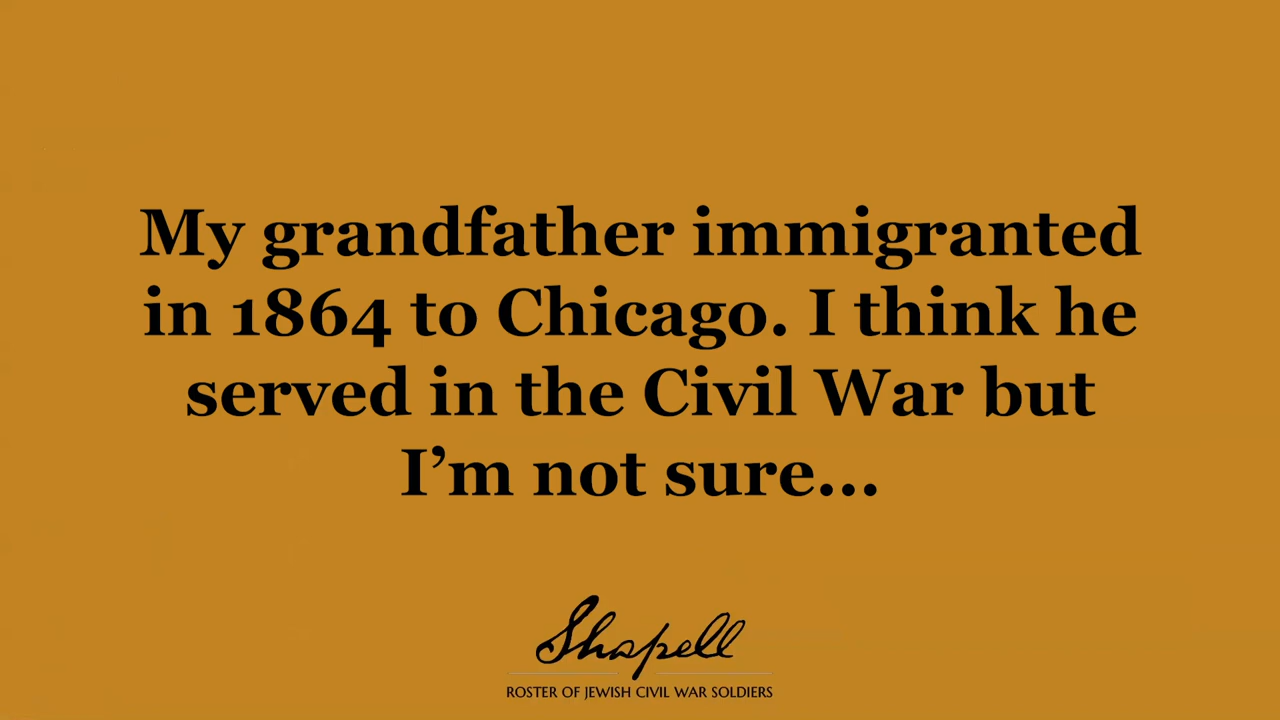 My grandfather immigranted
in 1864 to Chicago. I think he
served in the Civil War but
I’m not sure...
Shapell
ROSTER OF JEWISH CIVIL WAR SOLDIERS